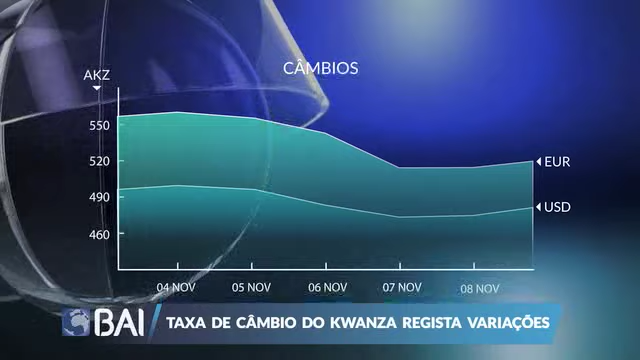 CÂMBIOS
AKZ
550
520
490
460
EUR
USD
04 NOV 05 NOV 06 NOV 07 NOV 08 NOV
BAI TAXA DE CÂMBIO DO KWANZA REGISTA VARIAÇÕES